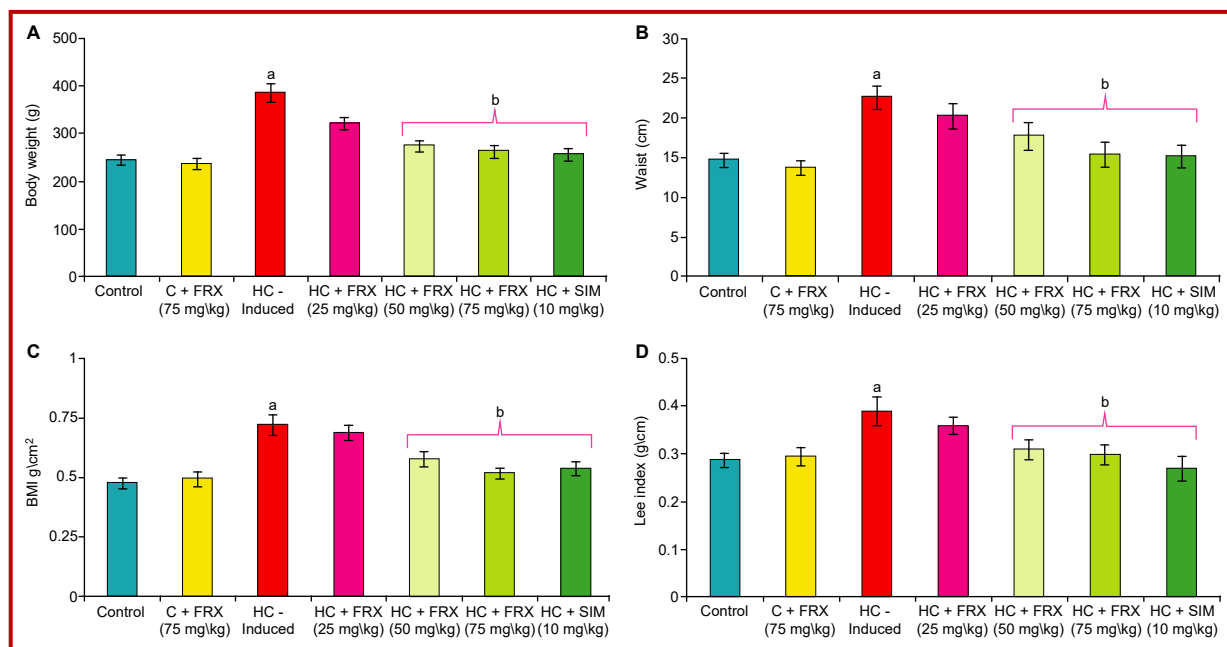 A
500
400
300
200
100
0
Body weight (g)
a
b
Control
C + FRX
(75 mg\kg)
HC -
Induced
HC + FRX
(25 mg\kg)
HC + FRX
(50 mg\kg)
HC + FRX
(75 mg\kg)
HC + SIM
(10 mg\kg)
B
30
25
20
15
10
5
0
Waist (cm)
a
b
Control
C + FRX
(75 mg\kg)
HC -
Induced
HC + FRX
(25 mg\kg)
HC + FRX
(50 mg\kg)
HC + FRX
(75 mg\kg)
HC + SIM
(10 mg\kg)
C
1
0.75
0.5
0.25
0
BMI g\cm²
a
b
Control
C + FRX
(75 mg\kg)
HC -
Induced
HC + FRX
(25 mg\kg)
HC + FRX
(50 mg\kg)
HC + FRX
(75 mg\kg)
HC + SIM
(10 mg\kg)
D
0.5
0.4
0.3
0.2
0.1
0
Lee index (g\cm)
a
b
Control
C + FRX
(75 mg\kg)
HC -
Induced
HC + FRX
(25 mg\kg)
HC + FRX
(50 mg\kg)
HC + FRX
(75 mg\kg)
HC + SIM
(10 mg\kg)